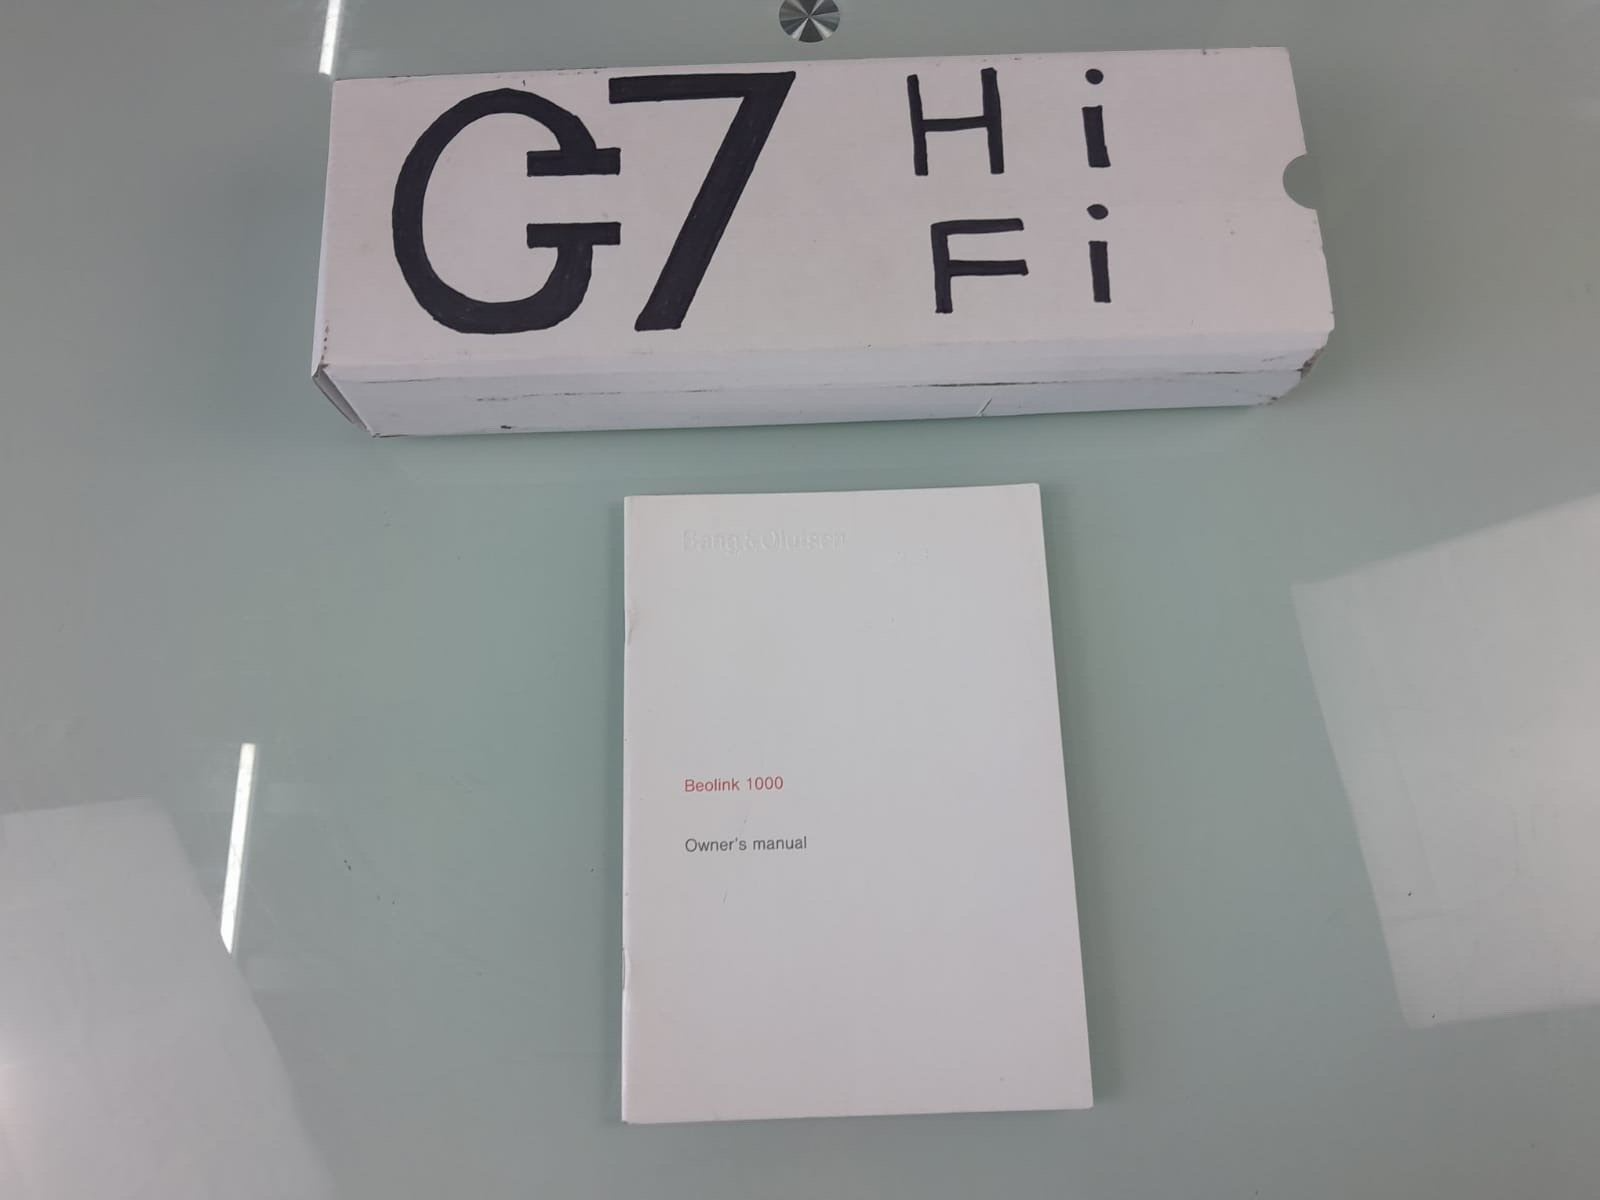 G7 Hi
Fi
Bang & Olufsen
Beolink 1000
Owner's manual